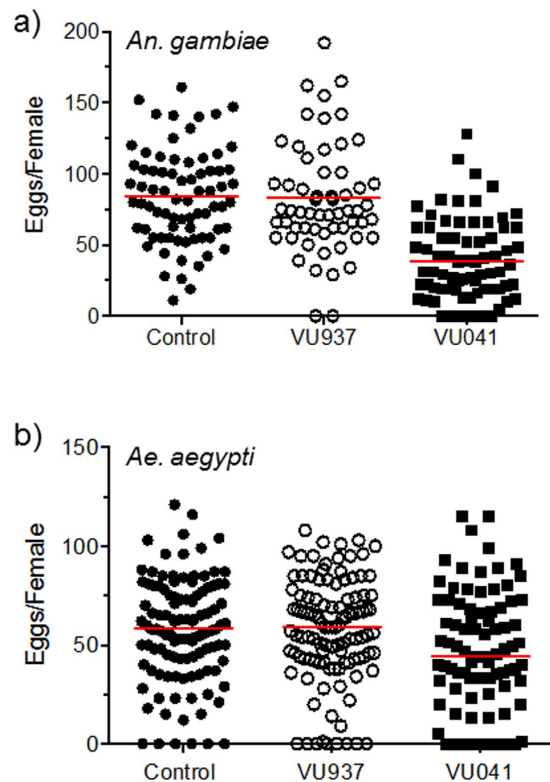 a)
An. gambiae
200
150
100
50
0
Eggs/Female
Control VU937 VU041
b)
Ae. aegypti
150
100
50
0
Eggs/Female
Control VU937 VU041